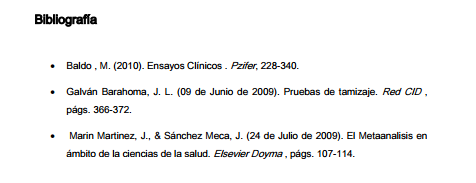 Bibliografía
• Baldo , M. (2010). Ensayos Clínicos . Pzifer, 228-340.
• Galván Barahoma, J. L. (09 de Junio de 2009). Pruebas de tamizaje. Red CID ,
págs. 366-372.
• Marin Martinez, J., & Sánchez Meca, J. (24 de Julio de 2009). El Metaanalisis en
ámbito de la ciencias de la salud. Elsevier Doyma , págs. 107-114.